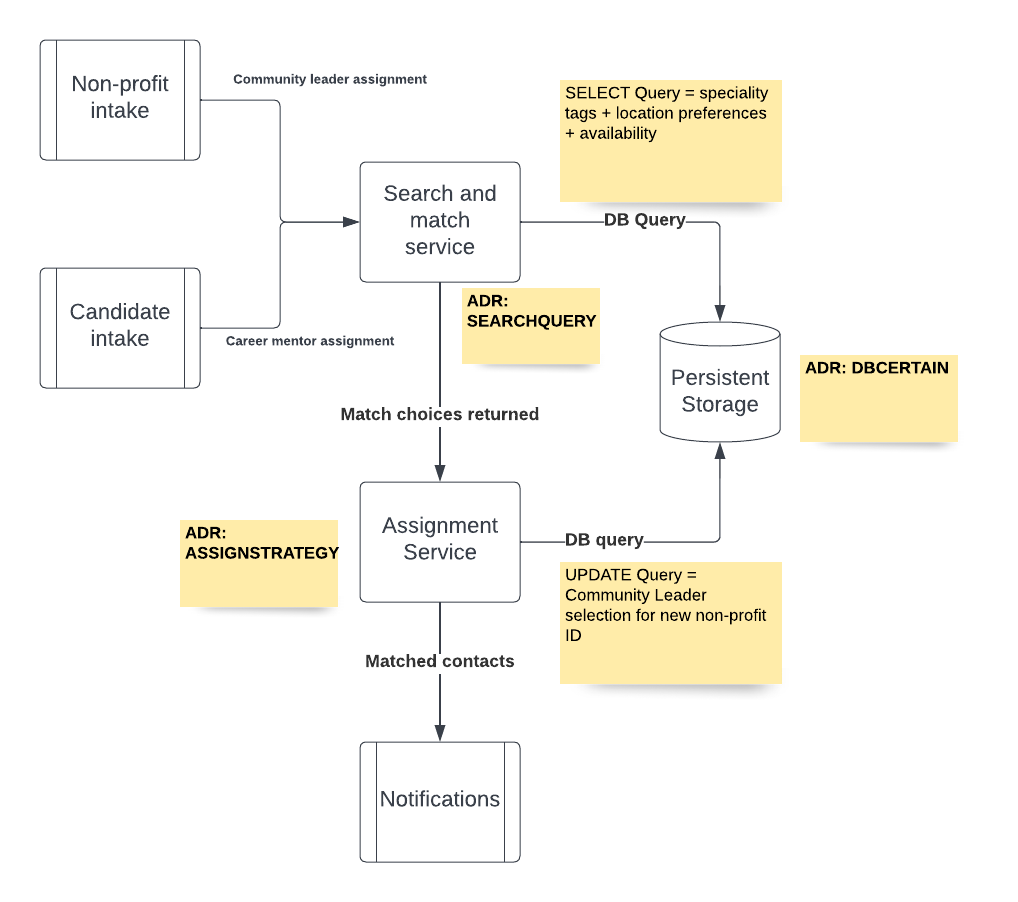 Non-profit
intake
Community leader assignment
SELECT Query = speciality
tags + location preferences
+ availability
Search and
match
service
DB Query
Candidate
intake
Career mentor assignment
ADR:
SEARCHQUERY
Persistent
Storage
ADR: DBCERTAIN
Match choices returned
Assignment
Service
ADR:
ASSIGNSTRATEGY
DB query
UPDATE Query =
Community Leader
selection for new non-profit
ID
Matched contacts
Notifications